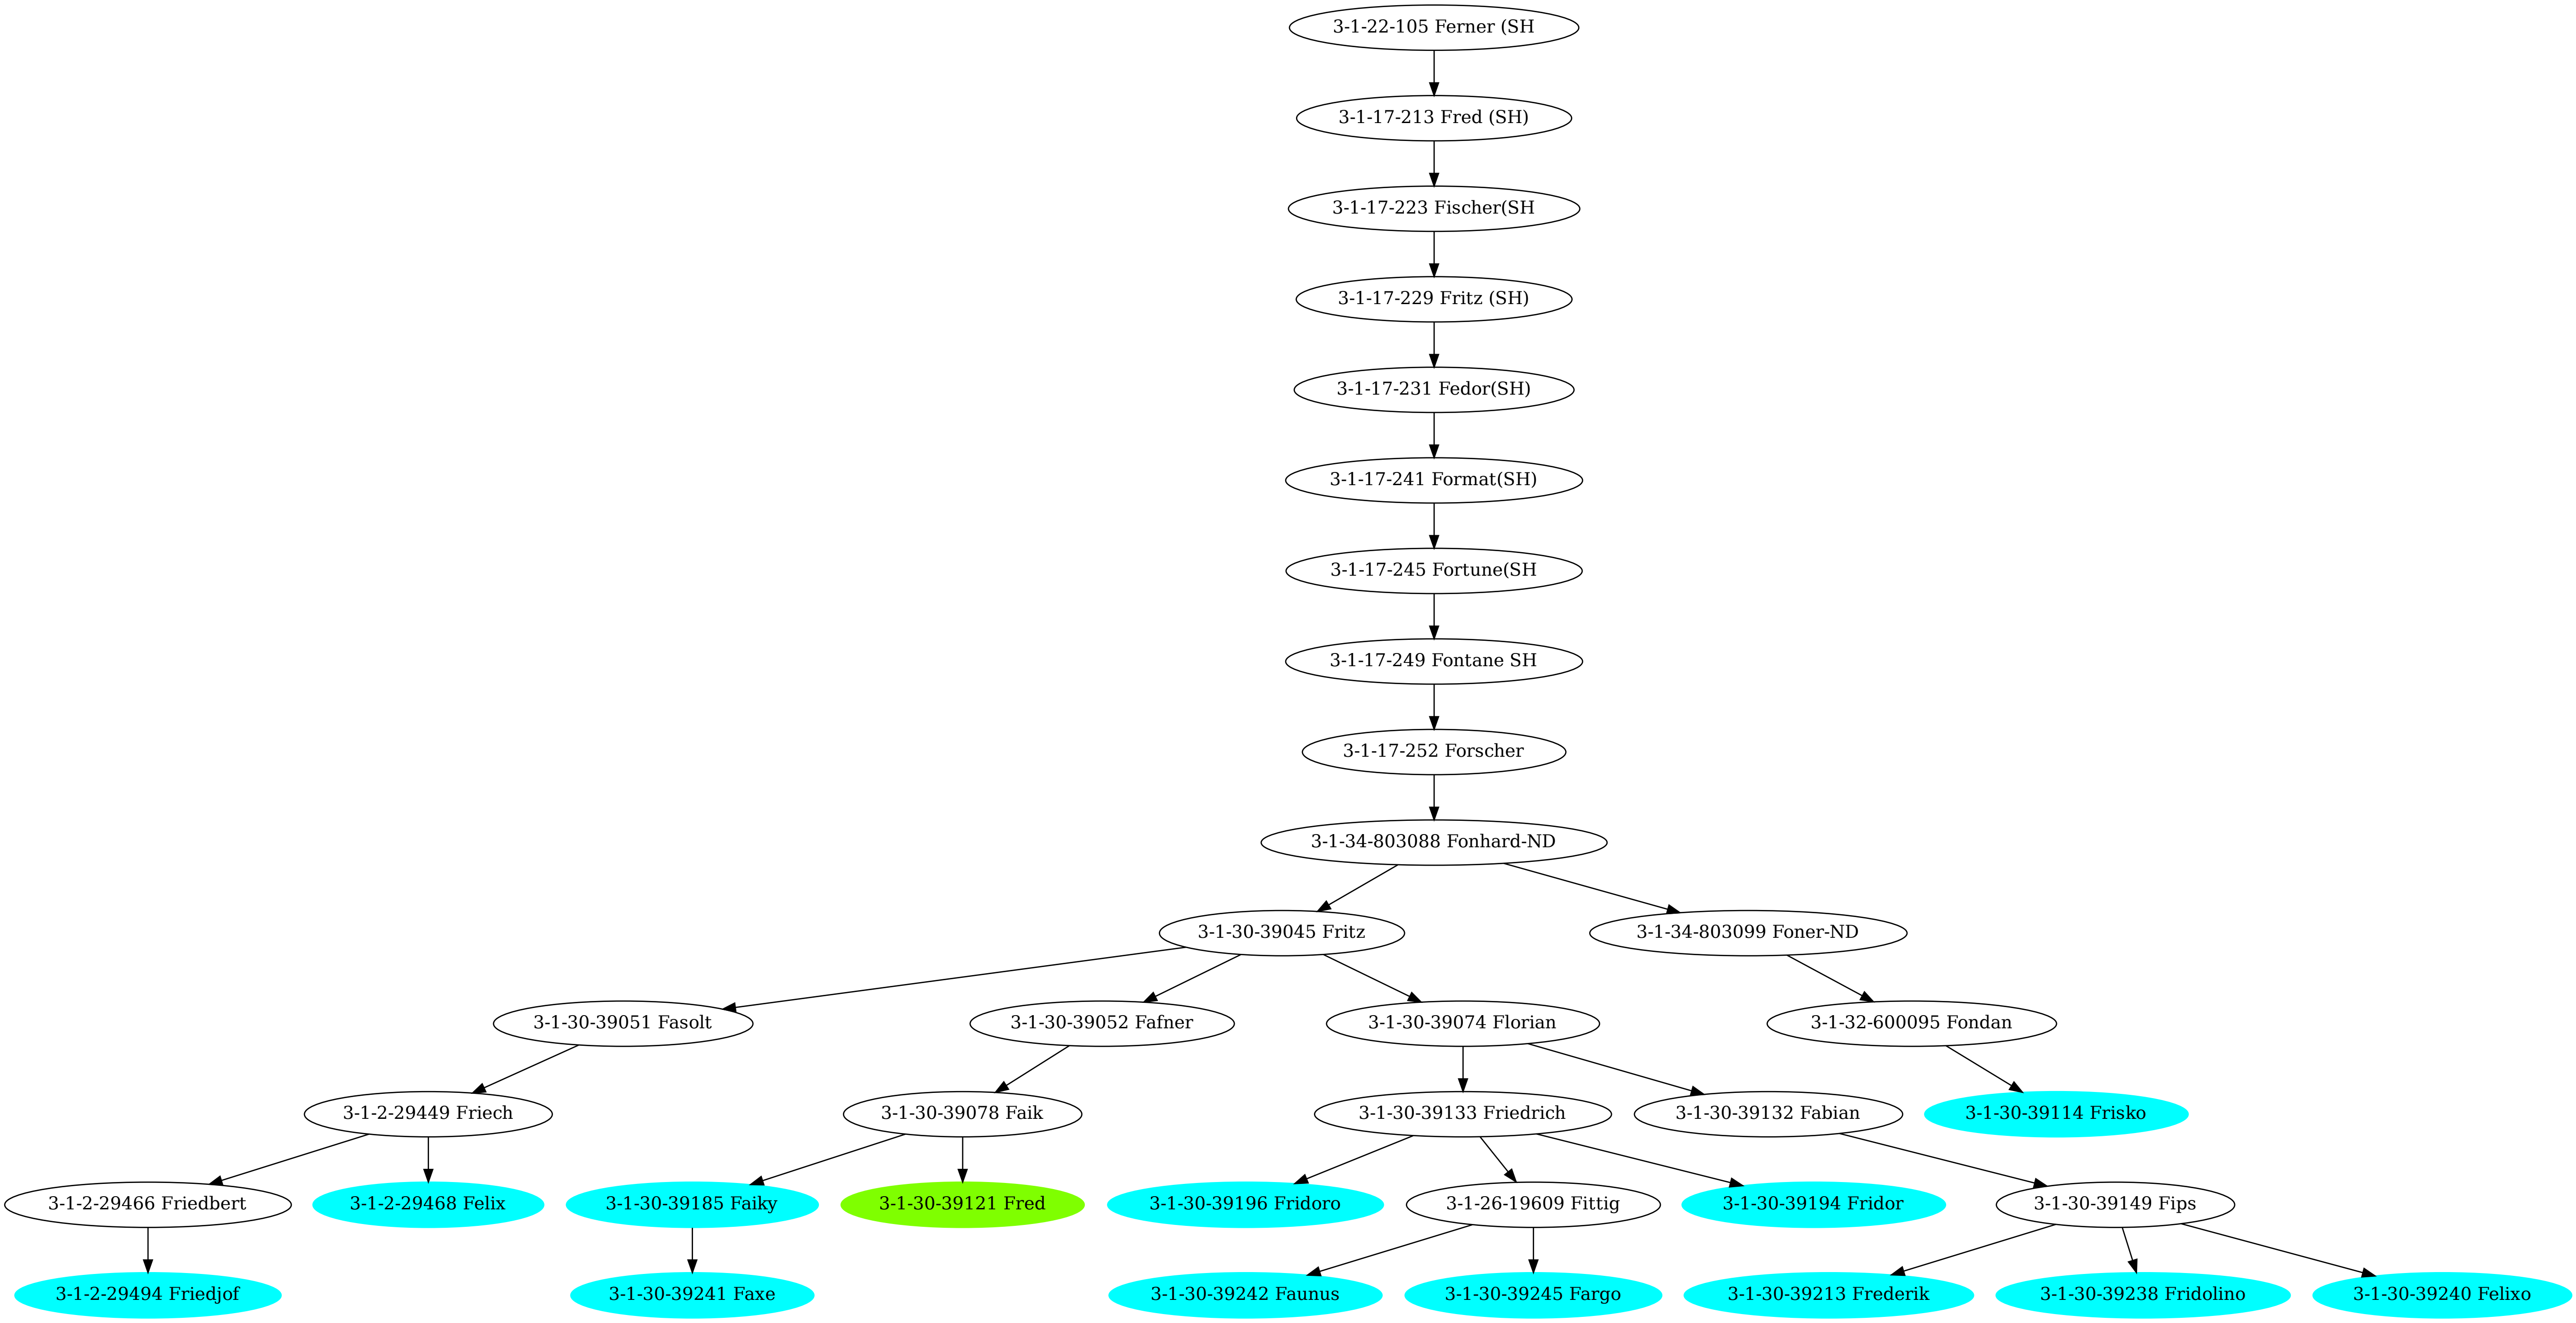 3-1-22-105 Ferner (SH
3-1-17-213 Fred (SH)
3-1-17-223 Fischer(SH
3-1-17-229 Fritz (SH)
3-1-17-231 Fedor(SH)
3-1-17-241 Format(SH)
3-1-17-245 Fortune(SH
3-1-17-249 Fontane SH
3-1-17-252 Forscher
3-1-34-803088 Fonhard-ND
3-1-30-39045 Fritz
3-1-34-803099 Foner-ND
3-1-30-39051 Fasolt
3-1-30-39052 Fafner
3-1-30-39074 Florian
3-1-32-600095 Fondan
3-1-2-29449 Friech
3-1-30-39078 Faik
3-1-30-39133 Friedrich
3-1-30-39132 Fabian
3-1-30-39114 Frisko
3-1-2-29466 Friedbert
3-1-2-29468 Felix
3-1-30-39185 Faiky
3-1-30-39121 Fred
3-1-30-39196 Fridoro
3-1-26-19609 Fittig
3-1-30-39194 Fridor
3-1-30-39149 Fips
3-1-2-29494 Friedjof
3-1-30-39241 Faxe
3-1-30-39242 Faunus
3-1-30-39245 Fargo
3-1-30-39213 Frederik
3-1-30-39238 Fridolino
3-1-30-39240 Felixo